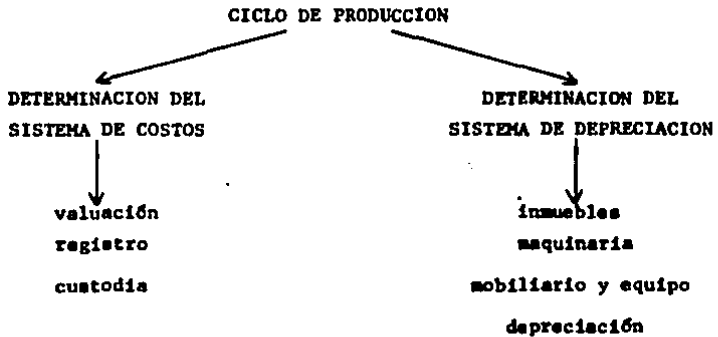 CICLO DE PRODUCCION
DETERMINACION DEL
SISTEMA DE COSTOS
valuación
registro
custodia
DETERMINACION DEL
SISTEMA DE DEPRECIACION
inmuebles
maquinaria
mobiliario y equipo
depreciación